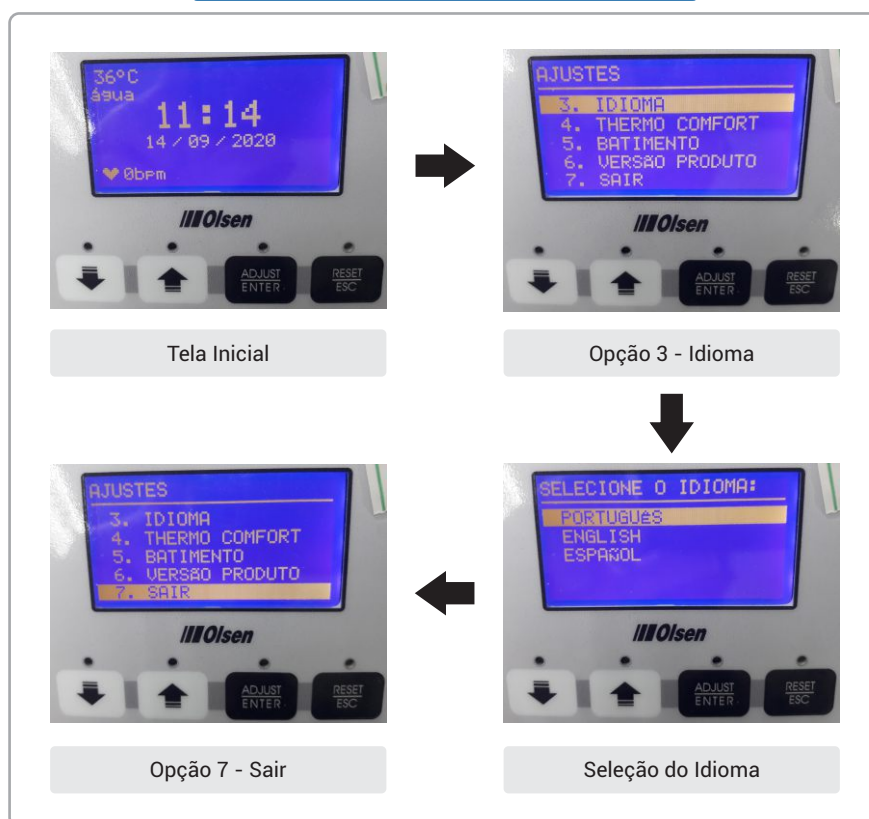 36ºC
água
11:14
14/09/2020
0bpm
Olsen
ADJUST
ENTER
RESET
ESC
Tela Inicial
AJUSTES
3. IDIOMA
4. THERMO COMFORT
5. BATIMENTO
6. VERSÃO PRODUTO
7. SAIR
Olsen
ADJUST
ENTER
RESET
ESC
Opção 3 - Idioma
AJUSTES
3. IDIOMA
4. THERMO COMFORT
5. BATIMENTO
6. VERSÃO PRODUTO
7. SAIR
Olsen
ADJUST
ENTER
RESET
ESC
Opção 7 - Sair
SELECIONE O IDIOMA:
PORTUGUêS
ENGLISH
ESPAñOL
Olsen
ADJUST
ENTER
RESET
ESC
Seleção do Idioma